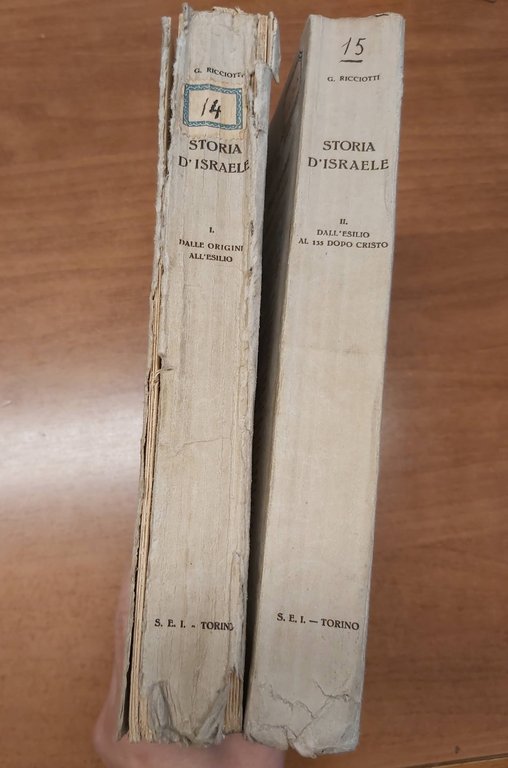 G. RICCIOTTI
14
STORIA
D'ISRAELE
I.
DALLE ORIGINI
ALL'ESILIO
S. E. I. - TORINO
15
G. RICCIOTTI
STORIA
D'ISRAELE
II.
DALL'ESILIO
AL 135 DOPO CRISTO
S. E. I. — TORINO